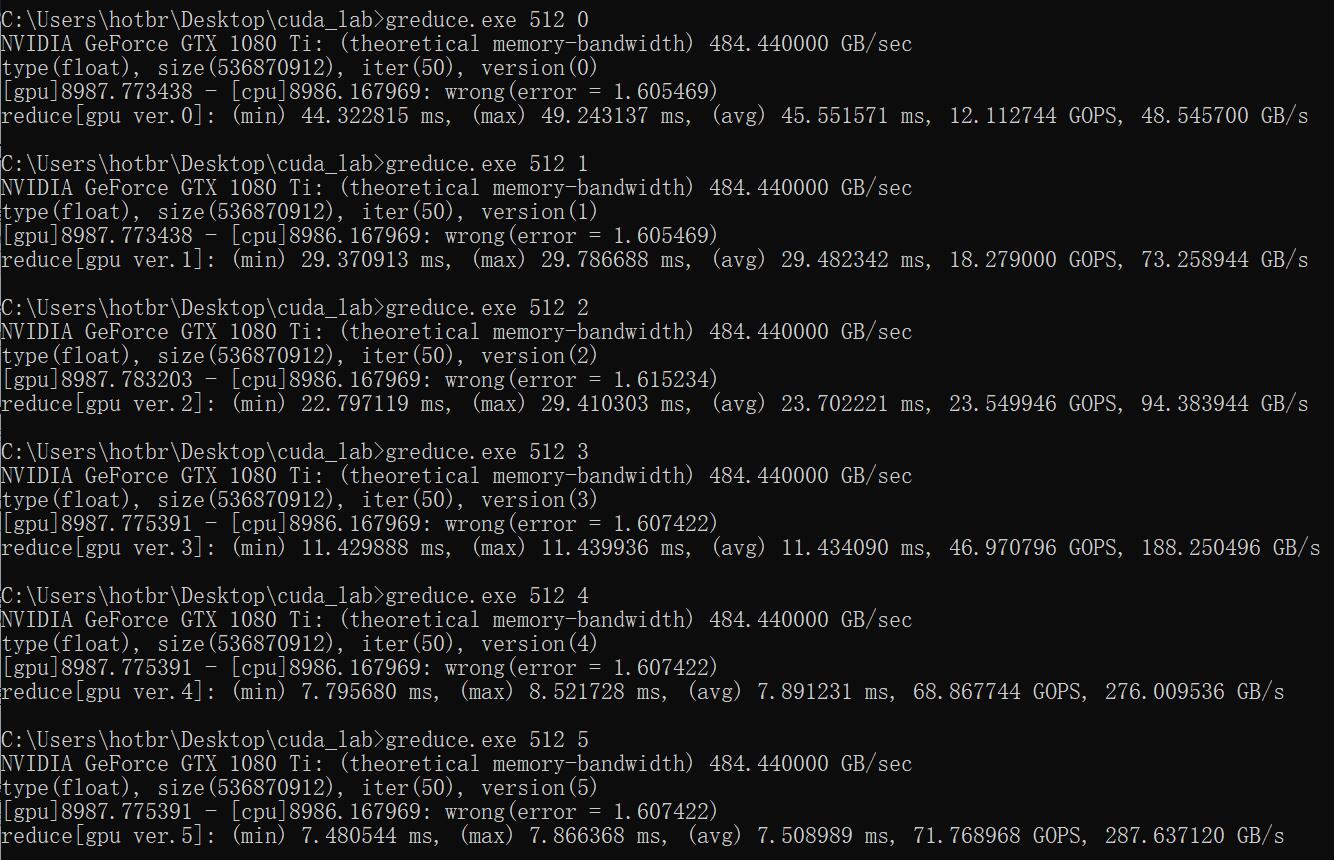 C:\Users\hotbr\Desktop\cuda_lab>greduce.exe 512 0
NVIDIA GeForce GTX 1080 Ti: (theoretical memory-bandwidth) 484.440000 GB/sec
type(float), size(536870912), iter(50), version(0)
[gpu]8987.773438 - [cpu]8986.167969: wrong(error = 1.605469)
reduce[gpu ver.0]: (min) 44.322815 ms, (max) 49.243137 ms, (avg) 45.551571 ms, 12.112744 GOPS, 48.545700 GB/s
C:\Users\hotbr\Desktop\cuda_lab>greduce.exe 512 1
NVIDIA GeForce GTX 1080 Ti: (theoretical memory-bandwidth) 484.440000 GB/sec
type(float), size(536870912), iter(50), version(1)
[gpu]8987.773438 - [cpu]8986.167969: wrong(error = 1.605469)
reduce[gpu ver.1]: (min) 29.370913 ms, (max) 29.786688 ms, (avg) 29.482342 ms, 18.279000 GOPS, 73.258944 GB/s
C:\Users\hotbr\Desktop\cuda_lab>greduce.exe 512 2
NVIDIA GeForce GTX 1080 Ti: (theoretical memory-bandwidth) 484.440000 GB/sec
type(float), size(536870912), iter(50), version(2)
[gpu]8987.783203 - [cpu]8986.167969: wrong(error = 1.615234)
reduce[gpu ver.2]: (min) 22.797119 ms, (max) 29.410303 ms, (avg) 23.702221 ms, 23.549946 GOPS, 94.383944 GB/s
C:\Users\hotbr\Desktop\cuda_lab>greduce.exe 512 3
NVIDIA GeForce GTX 1080 Ti: (theoretical memory-bandwidth) 484.440000 GB/sec
type(float), size(536870912), iter(50), version(3)
[gpu]8987.775391 - [cpu]8986.167969: wrong(error = 1.607422)
reduce[gpu ver.3]: (min) 11.429888 ms, (max) 11.439936 ms, (avg) 11.434090 ms, 46.970796 GOPS, 188.250496 GB/s
C:\Users\hotbr\Desktop\cuda_lab>greduce.exe 512 4
NVIDIA GeForce GTX 1080 Ti: (theoretical memory-bandwidth) 484.440000 GB/sec
type(float), size(536870912), iter(50), version(4)
[gpu]8987.775391 - [cpu]8986.167969: wrong(error = 1.607422)
reduce[gpu ver.4]: (min) 7.795680 ms, (max) 8.521728 ms, (avg) 7.891231 ms, 68.867744 GOPS, 276.009536 GB/s
C:\Users\hotbr\Desktop\cuda_lab>greduce.exe 512 5
NVIDIA GeForce GTX 1080 Ti: (theoretical memory-bandwidth) 484.440000 GB/sec
type(float), size(536870912), iter(50), version(5)
[gpu]8987.775391 - [cpu]8986.167969: wrong(error = 1.607422)
reduce[gpu ver.5]: (min) 7.480544 ms, (max) 7.866368 ms, (avg) 7.508989 ms, 71.768968 GOPS, 287.637120 GB/s